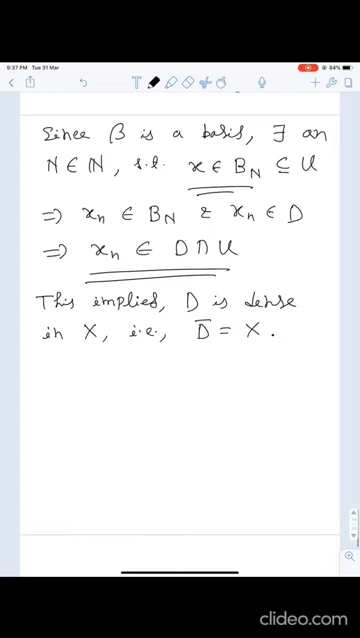 9:37 PM Tue 31 Mar 84%
Since β is a basis, ∃ an
N ∈ ℕ, s.t. x ∈ B_N ⊆ U
⇒ x_n ∈ B_N & x_n ∈ D
⇒ x_n ∈ D ∩ U
This implies, D is dense
in X, i.e., D̅ = X.
clideo.com